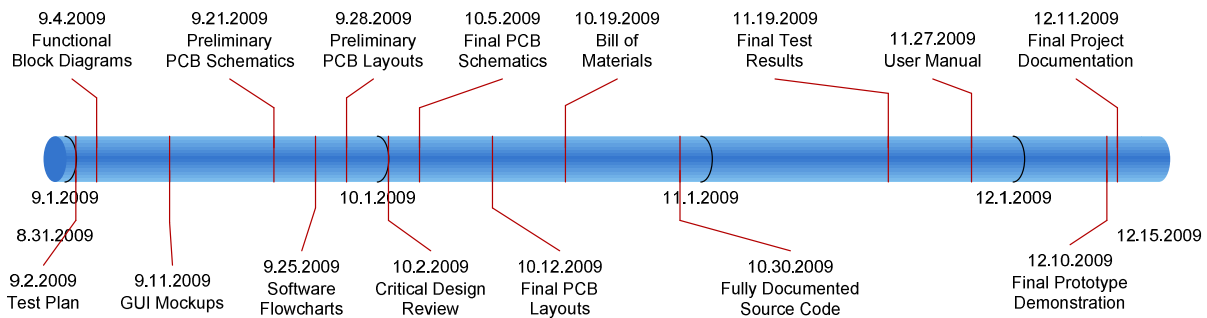 9.4.2009
Functional
Block Diagrams
9.21.2009
Preliminary
PCB Schematics
9.28.2009
Preliminary
PCB Layouts
10.5.2009
Final PCB
Schematics
10.19.2009
Bill of
Materials
11.19.2009
Final Test
Results
11.27.2009
User Manual
12.11.2009
Final Project
Documentation
9.1.2009
10.1.2009
11.1.2009
12.1.2009
8.31.2009
12.15.2009
9.2.2009
Test Plan
9.11.2009
GUI Mockups
9.25.2009
Software
Flowcharts
10.2.2009
Critical Design
Review
10.12.2009
Final PCB
Layouts
10.30.2009
Fully Documented
Source Code
12.10.2009
Final Prototype
Demonstration